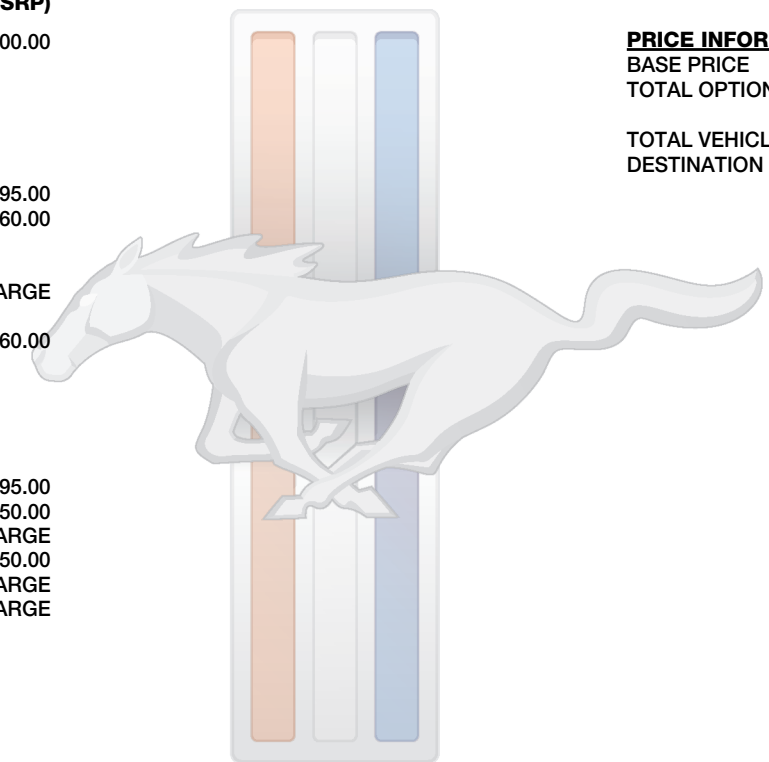 SRP)
00.00
95.00
60.00
ARGE
60.00
95.00
50.00
ARGE
50.00
ARGE
ARGE
PRICE INFOR
BASE PRICE
TOTAL OPTION
TOTAL VEHICL
DESTINATION